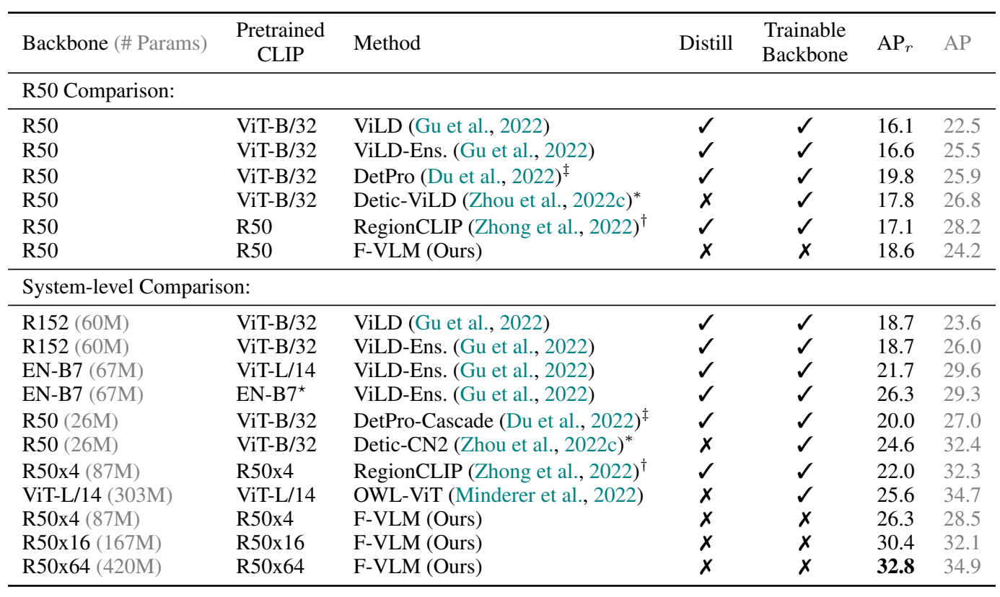 Backbone (# Params) Pretrained CLIP Method Distill Trainable Backbone APr AP
R50 Comparison:
R50 ViT-B/32 ViLD (Gu et al., 2022) ✓ ✓ 16.1 22.5
R50 ViT-B/32 ViLD-Ens. (Gu et al., 2022) ✓ ✓ 16.6 25.5
R50 ViT-B/32 DetPro (Du et al., 2022)‡ ✓ ✓ 19.8 25.9
R50 ViT-B/32 Detic-ViLD (Zhou et al., 2022c)* ✗ ✓ 17.8 26.8
R50 R50 RegionCLIP (Zhong et al., 2022)† ✓ ✓ 17.1 28.2
R50 R50 F-VLM (Ours) ✗ ✗ 18.6 24.2
System-level Comparison:
R152 (60M) ViT-B/32 ViLD (Gu et al., 2022) ✓ ✓ 18.7 23.6
R152 (60M) ViT-B/32 ViLD-Ens. (Gu et al., 2022) ✓ ✓ 18.7 26.0
EN-B7 (67M) ViT-L/14 ViLD-Ens. (Gu et al., 2022) ✓ ✓ 21.7 29.6
EN-B7 (67M) EN-B7⋆ ViLD-Ens. (Gu et al., 2022) ✓ ✓ 26.3 29.3
R50 (26M) ViT-B/32 DetPro-Cascade (Du et al., 2022)‡ ✓ ✓ 20.0 27.0
R50 (26M) ViT-B/32 Detic-CN2 (Zhou et al., 2022c)* ✗ ✓ 24.6 32.4
R50x4 (87M) R50x4 RegionCLIP (Zhong et al., 2022)† ✓ ✓ 22.0 32.3
ViT-L/14 (303M) ViT-L/14 OWL-ViT (Minderer et al., 2022) ✗ ✓ 25.6 34.7
R50x4 (87M) R50x4 F-VLM (Ours) ✗ ✗ 26.3 28.5
R50x16 (167M) R50x16 F-VLM (Ours) ✗ ✗ 30.4 32.1
R50x64 (420M) R50x64 F-VLM (Ours) ✗ ✗ 32.8 34.9